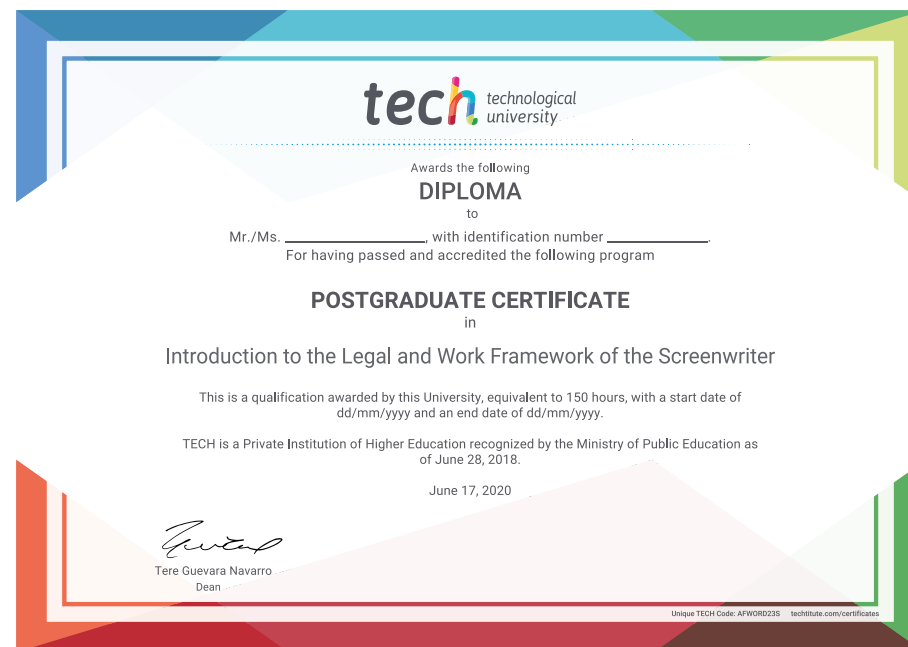 tech technological
university
Awards the following
DIPLOMA
to
Mr./Ms. ____________________, with identification number ______________.
For having passed and accredited the following program
POSTGRADUATE CERTIFICATE
in
Introduction to the Legal and Work Framework of the Screenwriter
This is a qualification awarded by this University, equivalent to 150 hours, with a start date of
dd/mm/yyyy and an end date of dd/mm/yyyy.
TECH is a Private Institution of Higher Education recognized by the Ministry of Public Education as
of June 28, 2018.
June 17, 2020
Tere Guevara Navarro
Dean
Unique TECH Code: AFWORD23S techtitute.com/certificates